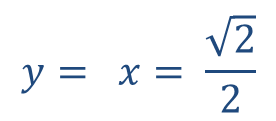 y = x = √2/2